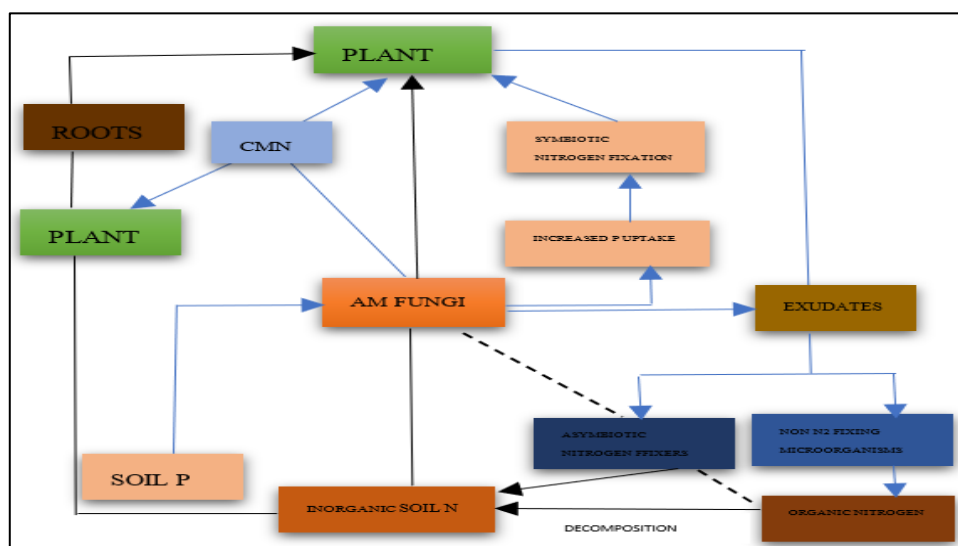 PLANT
ROOTS
CMN
SYMBIOTIC
NITROGEN FIXATION
PLANT
INCREASED P UPTAKE
AM FUNGI
EXUDATES
ASYMBIOTIC
NITROGEN FFIXERS
NON N2 FIXING
MICROORGANISMS
SOIL P
INORGANIC SOIL N
ORGANIC NITROGEN
DECOMPOSITION